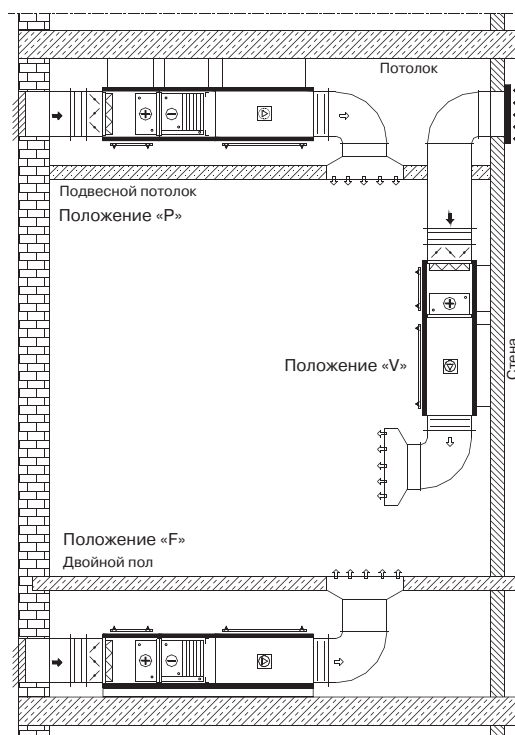 Потолок
Подвесной потолок
Положение «P»
Положение «V»
Стена
Положение «F»
Двойной пол